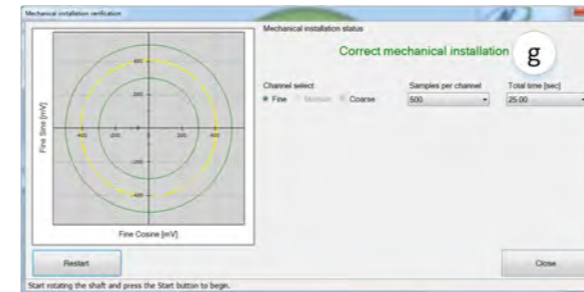 Mechanical installation verification
Mechanical installation status
Correct mechanical installation
g
Channel select
Samples per channel
Total time [sec]
Fine Medium Coarse
500
25.00
400
200
-400 -200 0 200 400
-200
-400
Fine Sine [mV]
Fine Cosine [mV]
Restart
Close
Start rotating the shaft and press the Start button to begin.